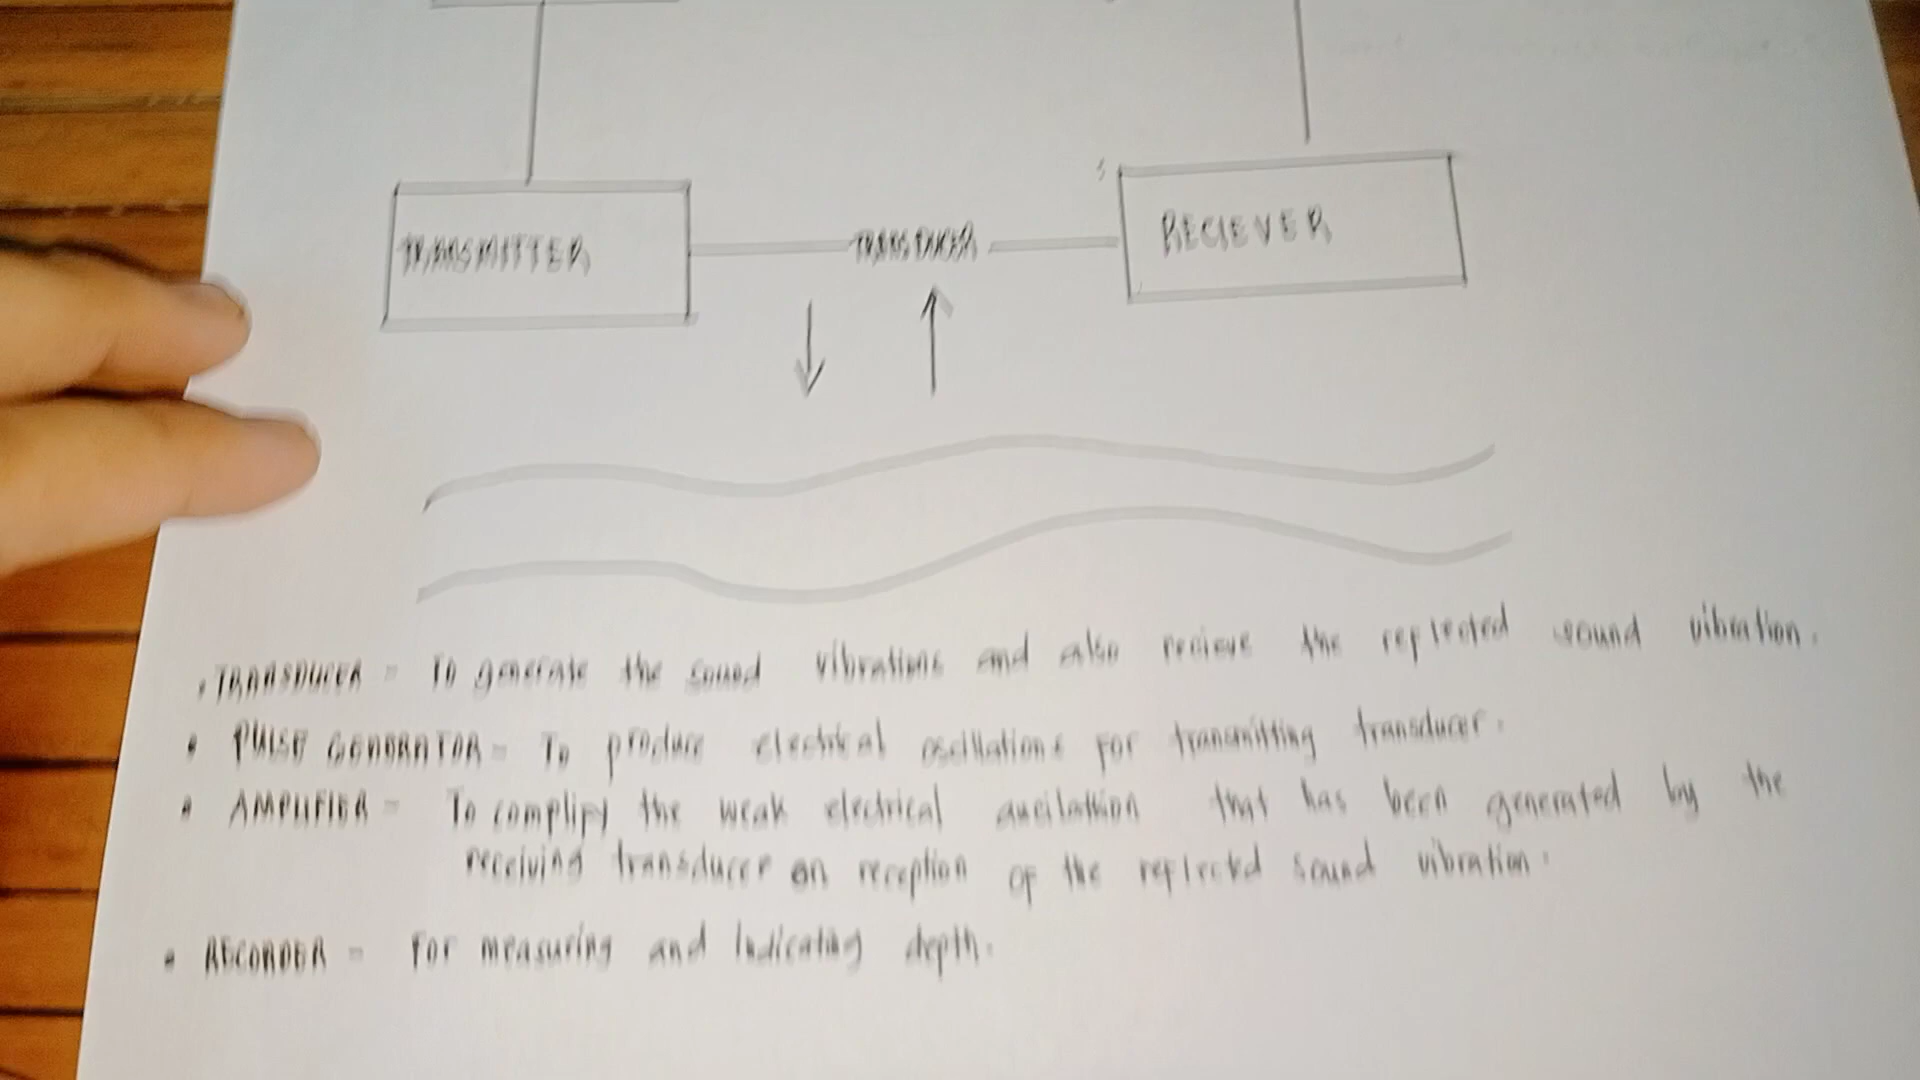 TRANSMITTER
TRANSDUCER
RECIEVER
• TRANSDUCER - To generate the sound vibrations and also recieve the reflected sound vibration.
• PULSE GENERATOR - To produce electrical oscillations for transmitting transducer.
• AMPLIFIER - To complify the weak electrical that has been generated by the
receiving transducer on reception of the reflected sound vibration.
• RECORDER - For measuring and indicating depth.